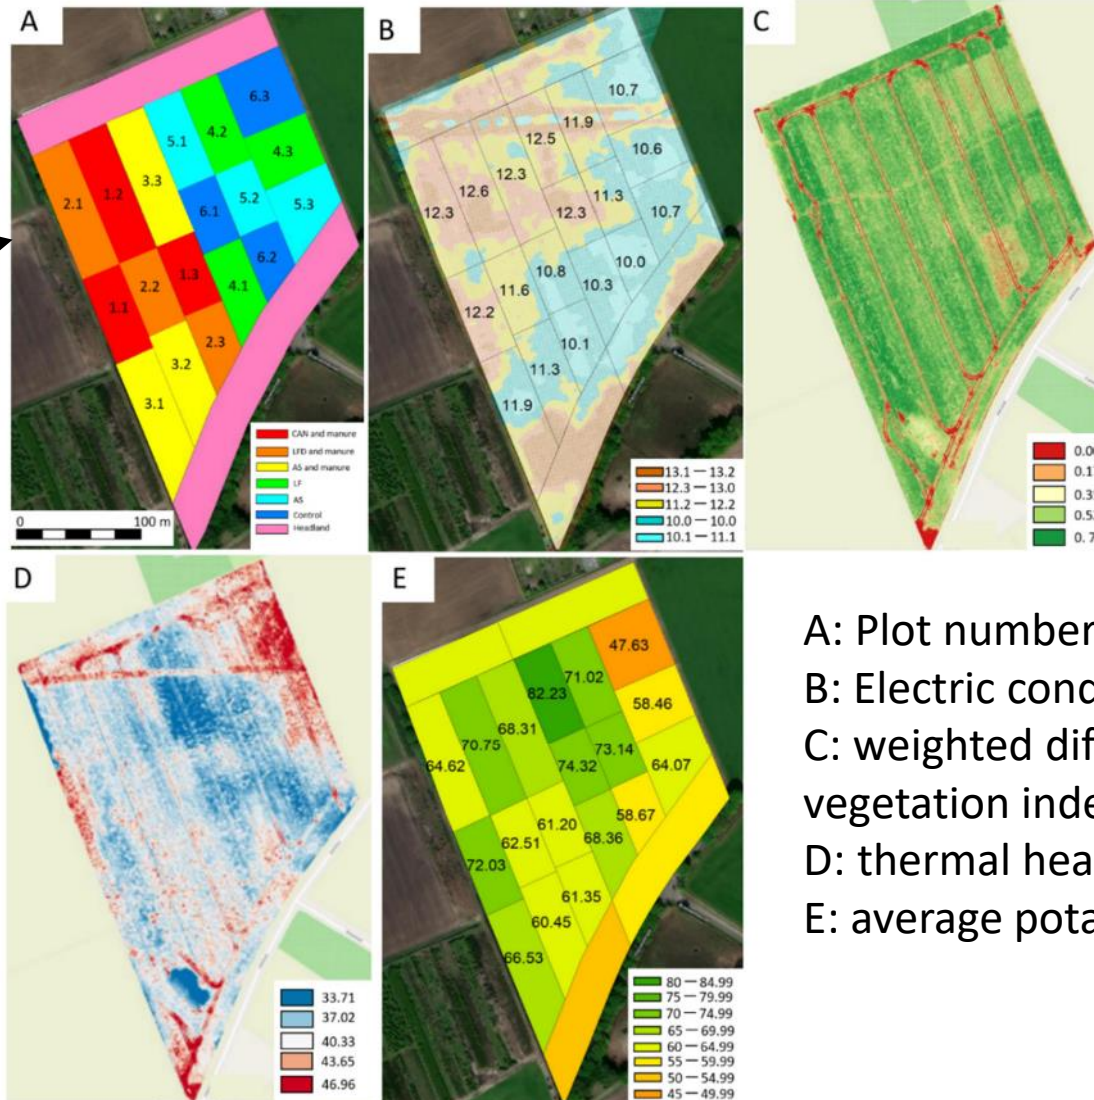 A
6.3
4.2
5.1
4.3
3.3
1.2
2.1
5.2
5.3
6.1
6.2
1.3
2.2
4.1
1.1
2.3
3.2
3.1
CAN and manure
LFD and manure
AS and manure
LF
AS
Control
Headland
0 100 m
B
10.7
11.9
12.5
10.6
12.3
12.6
11.3
12.3
12.3
10.7
10.0
10.8
10.3
11.6
12.2
10.1
11.3
11.9
13.1 — 13.2
12.3 — 13.0
11.2 — 12.2
10.0 — 10.0
10.1 — 11.1
C
D
33.71
37.02
40.33
43.65
46.96
E
47.63
71.02
82.23
58.46
68.31
73.14
70.75
74.32
64.07
64.62
58.67
61.20
68.36
62.51
72.03
61.35
60.45
66.53
80 — 84.99
75 — 79.99
70 — 74.99
65 — 69.99
60 — 64.99
55 — 59.99
50 — 54.99
45 — 49.99
A: Plot number
B: Electric cond
C: weighted dif
vegetation inde
D: thermal hea
E: average pota